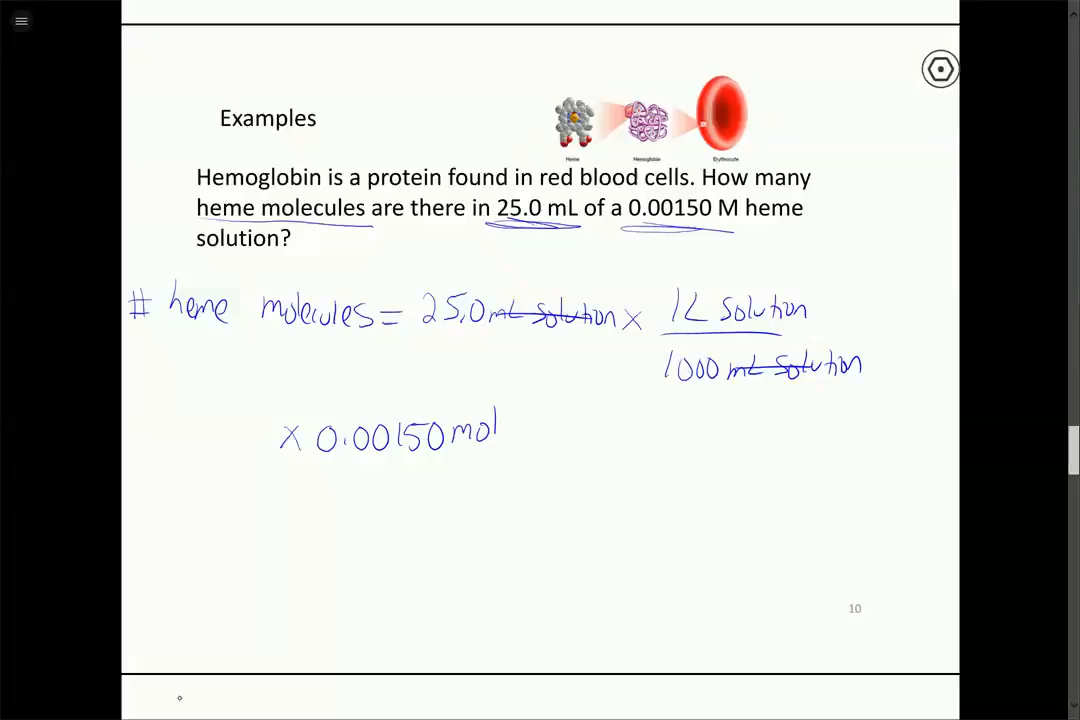 Examples
Heme Hemoglobin Erythrocyte
Hemoglobin is a protein found in red blood cells. How many
heme molecules are there in 25.0 mL of a 0.00150 M heme
solution?
# heme molecules = 25.0 mL solution × 1L solution
1000 mL solution
× 0.00150 mol
10